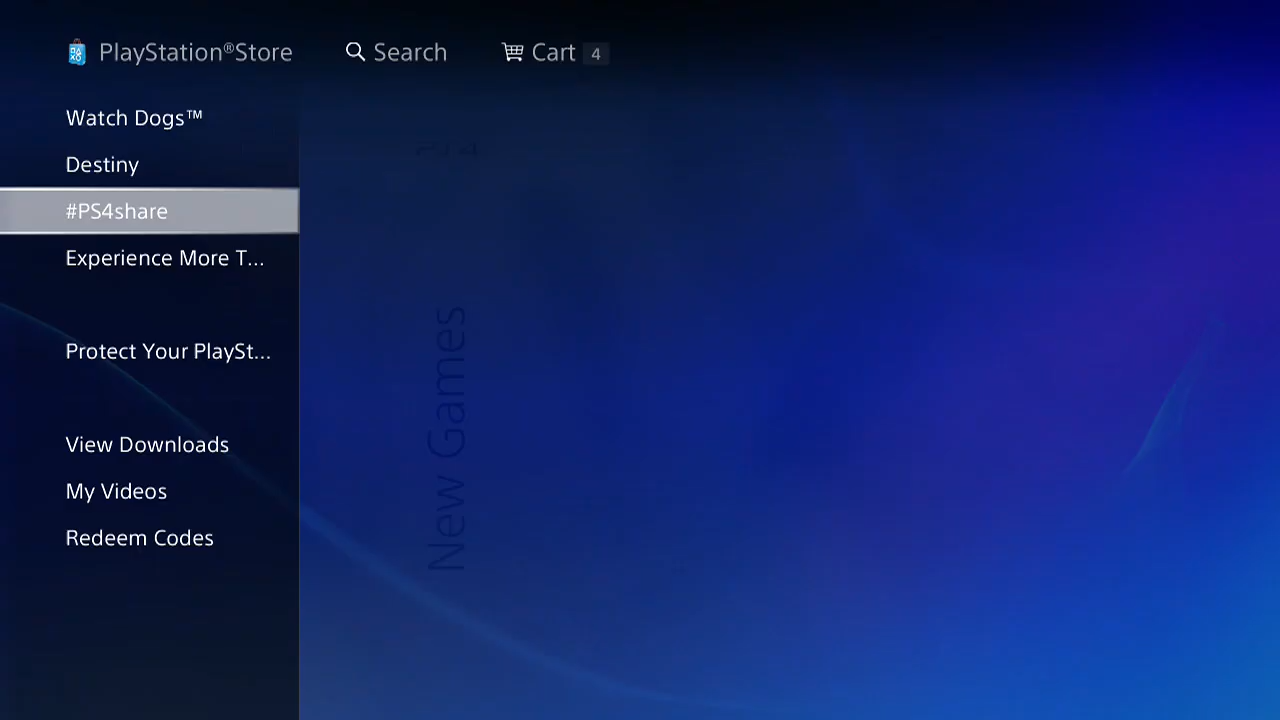 PlayStation®Store
Search
Cart 4
Watch Dogs™
Destiny
#PS4share
Experience More T...
Protect Your PlaySt...
View Downloads
My Videos
Redeem Codes
New Games